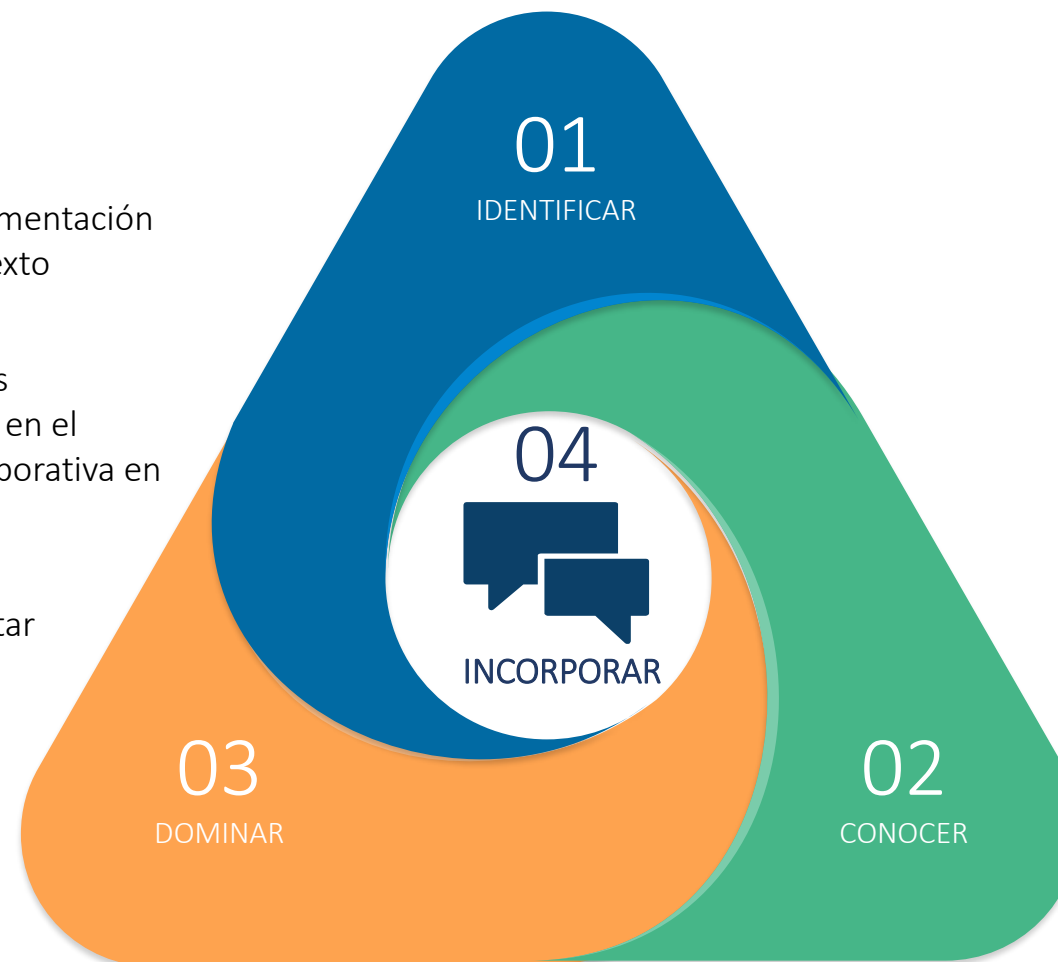 01
IDENTIFICAR
mentación
exto
s
en el
porativa en
tar
04
INCORPORAR
03
DOMINAR
02
CONOCER